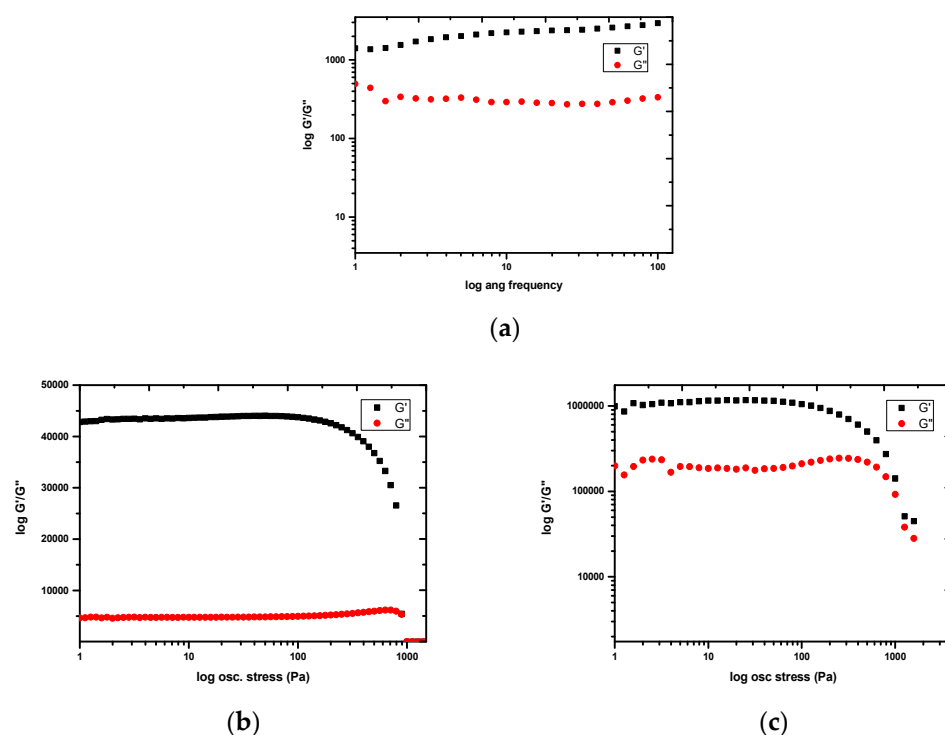 1000
100
10
log G'/G"
G'
G"
1
10
100
log ang frequency
(a)
50000
40000
30000
20000
10000
log G'/G"
G'
G"
1
10
100
1000
log osc. stress (Pa)
(b)
1000000
100000
10000
log G'/G"
G'
G"
1
10
100
1000
log osc stress (Pa)
(c)